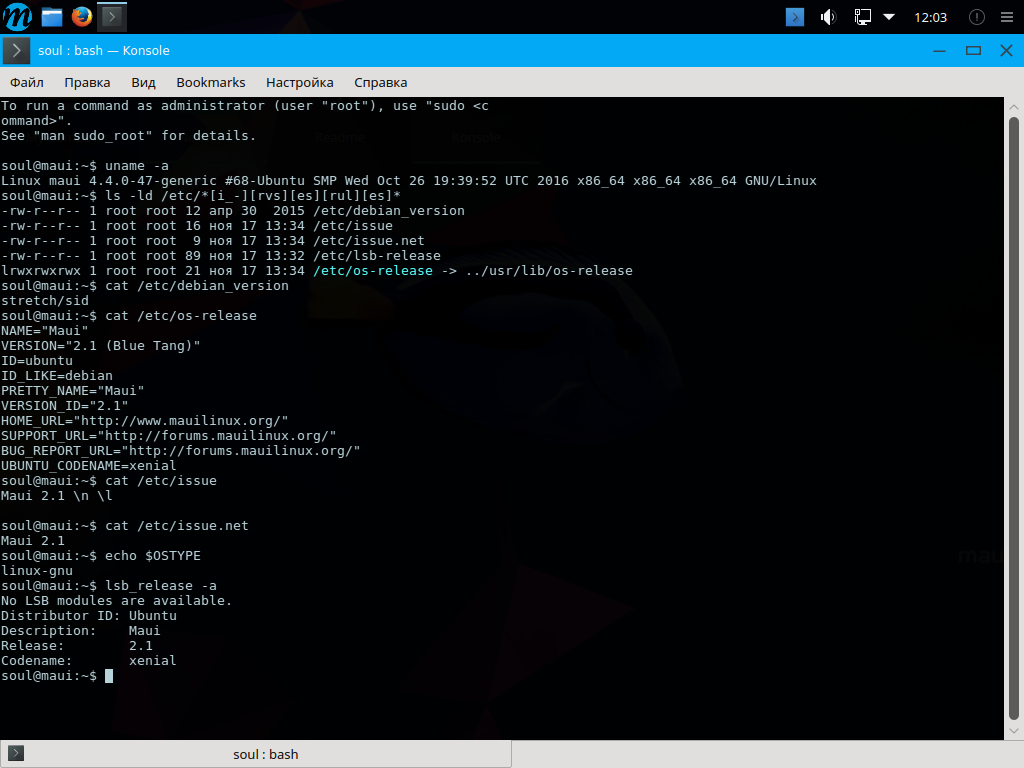 12:03
soul : bash — Konsole
Файл Правка Вид Bookmarks Настройка Справка
To run a command as administrator (user "root"), use "sudo <c
ommand>".
See "man sudo_root" for details.
soul@maui:~$ uname -a
Linux maui 4.4.0-47-generic #68-Ubuntu SMP Wed Oct 26 19:39:52 UTC 2016 x86_64 x86_64 x86_64 GNU/Linux
soul@maui:~$ ls -ld /etc/*[i_-][rvs][es][rul][es]*
-rw-r--r-- 1 root root 12 апр 30  2015 /etc/debian_version
-rw-r--r-- 1 root root 16 ноя 17 13:34 /etc/issue
-rw-r--r-- 1 root root  9 ноя 17 13:34 /etc/issue.net
-rw-r--r-- 1 root root 89 ноя 17 13:32 /etc/lsb-release
lrwxrwxrwx 1 root root 21 ноя 17 13:34 /etc/os-release -> ../usr/lib/os-release
soul@maui:~$ cat /etc/debian_version
stretch/sid
soul@maui:~$ cat /etc/os-release
NAME="Maui"
VERSION="2.1 (Blue Tang)"
ID=ubuntu
ID_LIKE=debian
PRETTY_NAME="Maui"
VERSION_ID="2.1"
HOME_URL="http://www.mauilinux.org/"
SUPPORT_URL="http://forums.mauilinux.org/"
BUG_REPORT_URL="http://forums.mauilinux.org/"
UBUNTU_CODENAME=xenial
soul@maui:~$ cat /etc/issue
Maui 2.1 \n \l
soul@maui:~$ cat /etc/issue.net
Maui 2.1
soul@maui:~$ echo $OSTYPE
linux-gnu
soul@maui:~$ lsb_release -a
No LSB modules are available.
Distributor ID: Ubuntu
Description:    Maui
Release:        2.1
Codename:       xenial
soul@maui:~$
soul : bash